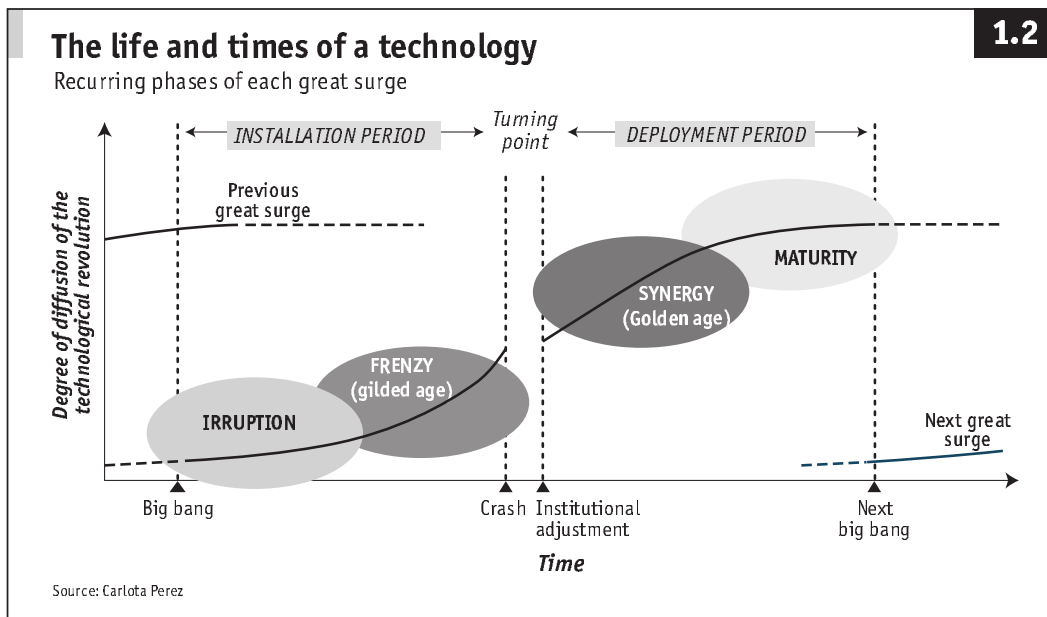 1.2
The life and times of a technology
Recurring phases of each great surge
INSTALLATION PERIOD
Turning
point
DEPLOYMENT PERIOD
Degree of diffusion of the
technological revolution
Previous
great surge
MATURITY
SYNERGY
(Golden age)
FRENZY
(gilded age)
IRRUPTION
Next great
surge
Big bang
Crash
Institutional
adjustment
Next
big bang
Time
Source: Carlota Perez